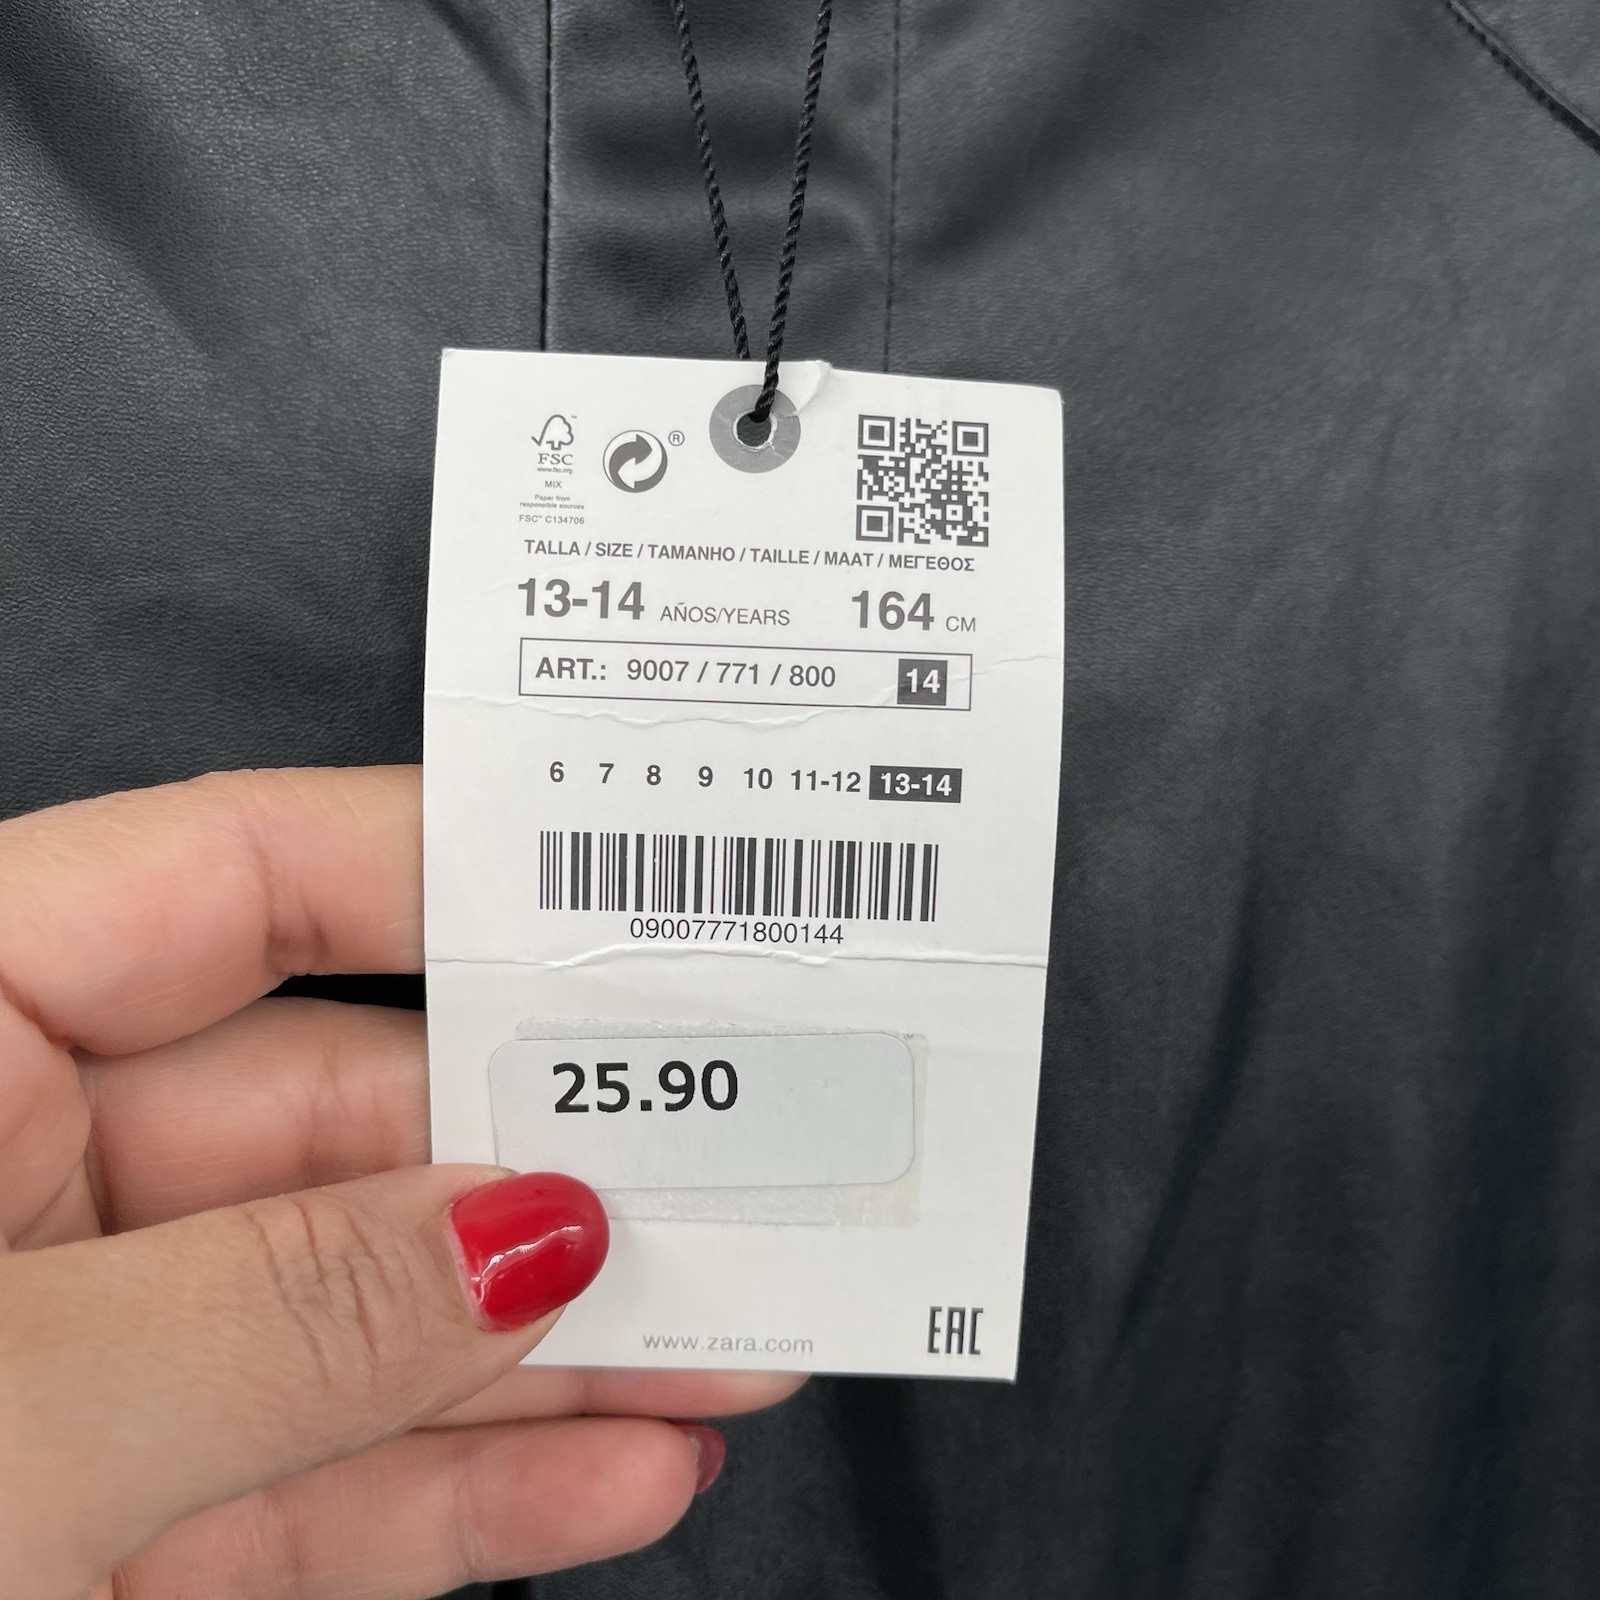 FSC
www.fsc.org
MIX
Paper from
responsible sources
FSC™ C134706
®
TALLA / SIZE / TAMANHO / TAILLE / MAAT / ΜΕΓΕΘΟΣ
13-14 AÑOS/YEARS 164 CM
ART.: 9007 / 771 / 800 14
6 7 8 9 10 11-12 13-14
09007771800144
25.90
www.zara.com
EAC